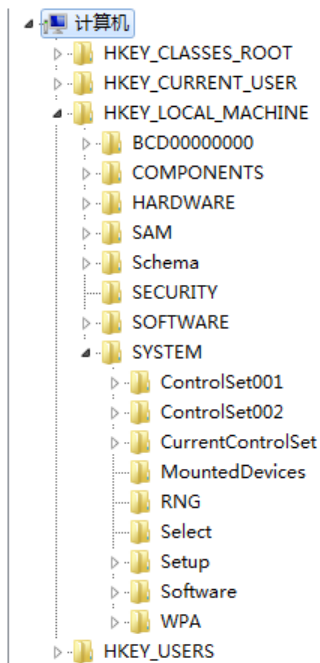 计算机
HKEY_CLASSES_ROOT
HKEY_CURRENT_USER
HKEY_LOCAL_MACHINE
BCD00000000
COMPONENTS
HARDWARE
SAM
Schema
SECURITY
SOFTWARE
SYSTEM
ControlSet001
ControlSet002
CurrentControlSet
MountedDevices
RNG
Select
Setup
Software
WPA
HKEY_USERS